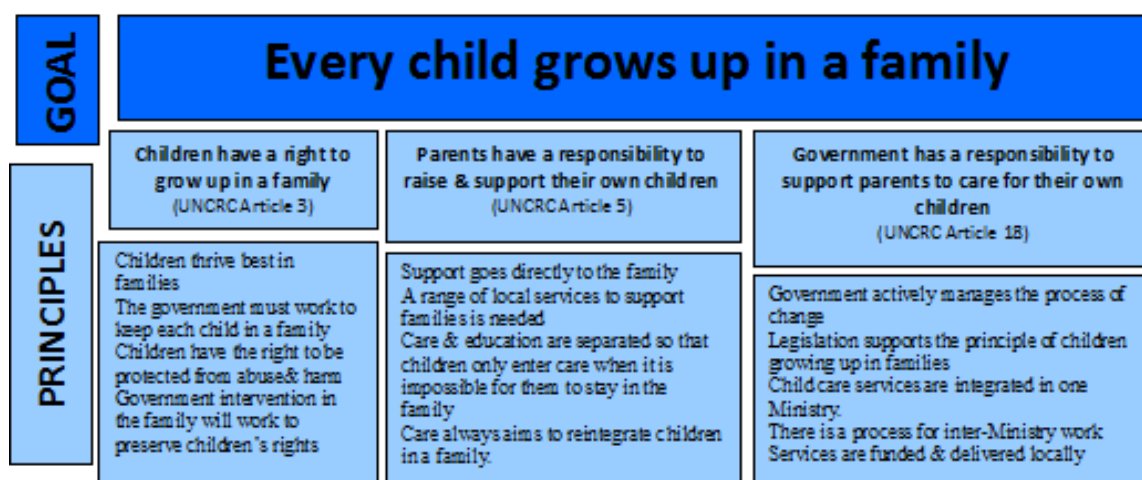 GOAL
Every child grows up in a family
PRINCIPLES
Children have a right to
grow up in a family
(UNCRC Article 3)
Children thrive best in
families
The government must work to
keep each child in a family
Children have the right to be
protected from abuse& harm
Government intervention in
the family will work to
preserve children's rights
Parents have a responsibility to
raise & support their own children
(UNCRC Article 5)
Support goes directly to the family
A range of local services to support
families is needed
Care & education are separated so that
children only enter care when it is
impossible for them to stay in the
family
Care always aims to reintegrate children
in a family.
Government has a responsibility to
support parents to care for their own
children
(UNCRC Article 18)
Government actively manages the process of
change
Legislation supports the principle of children
growing up in families
Child care services are integrated in one
Ministry.
There is a process for inter-Ministry work
Services are funded & delivered locally